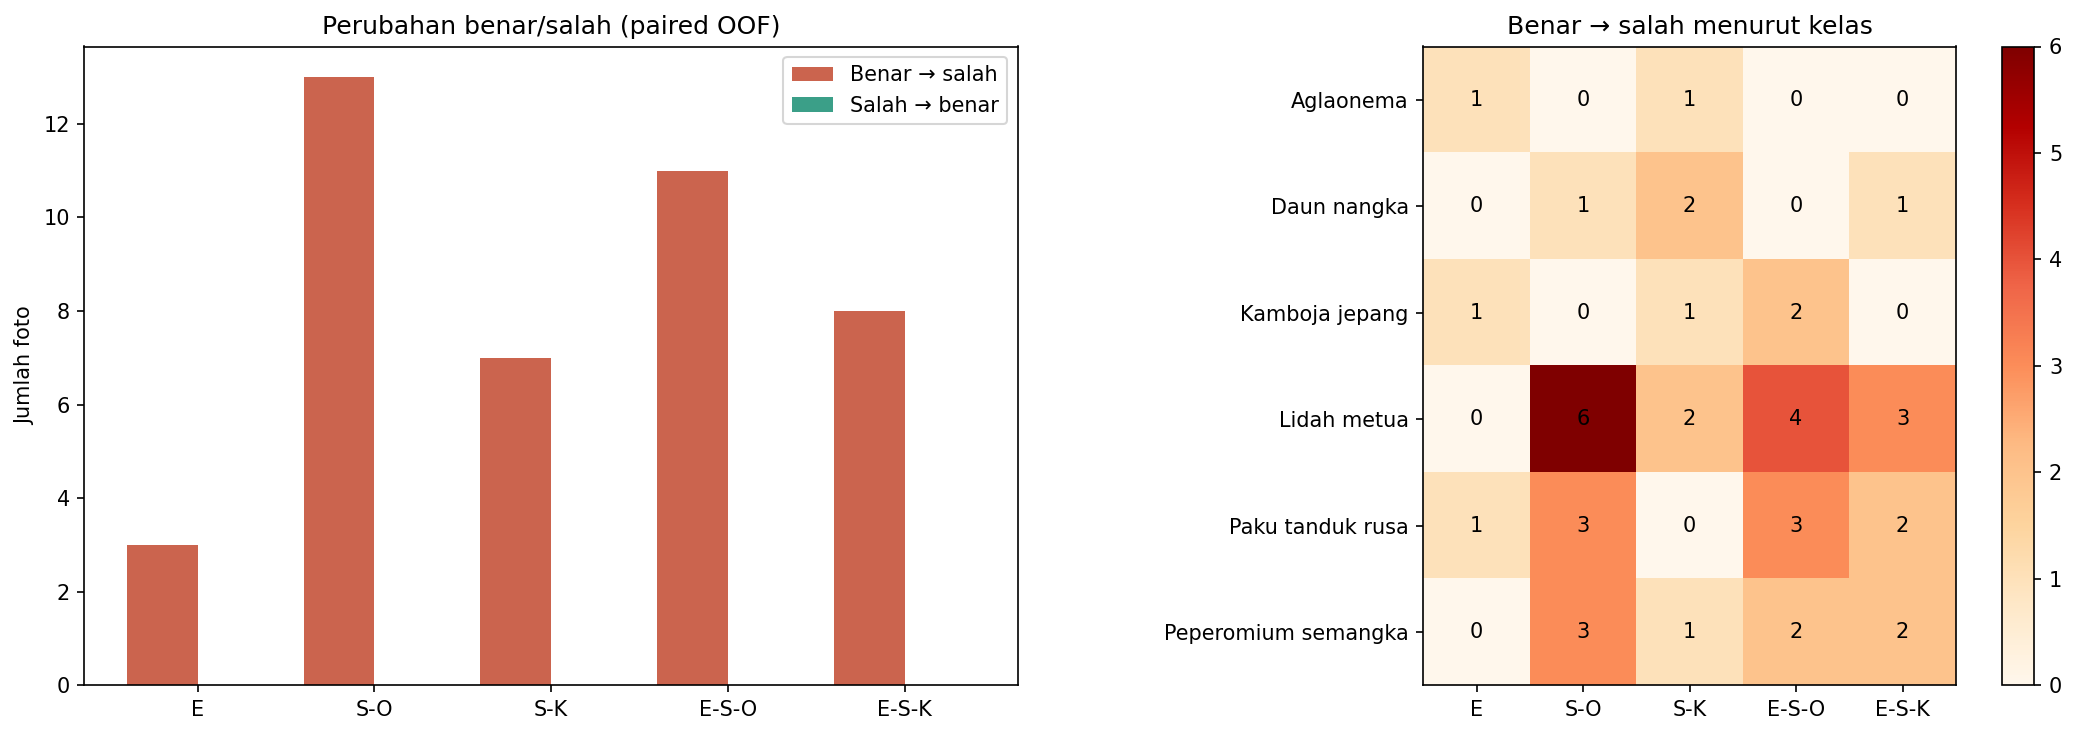 Perubahan benar/salah (paired OOF)
Jumlah foto
12
10
8
6
4
2
0
Benar → salah
Salah → benar
E
S-O
S-K
E-S-O
E-S-K
Benar → salah menurut kelas
Aglaonema 1 0 1 0 0
Daun nangka 0 1 2 0 1
Kamboja jepang 1 0 1 2 0
Lidah metua 0 6 2 4 3
Paku tanduk rusa 1 3 0 3 2
Peperomium semangka 0 3 1 2 2
E
S-O
S-K
E-S-O
E-S-K
6
5
4
3
2
1
0